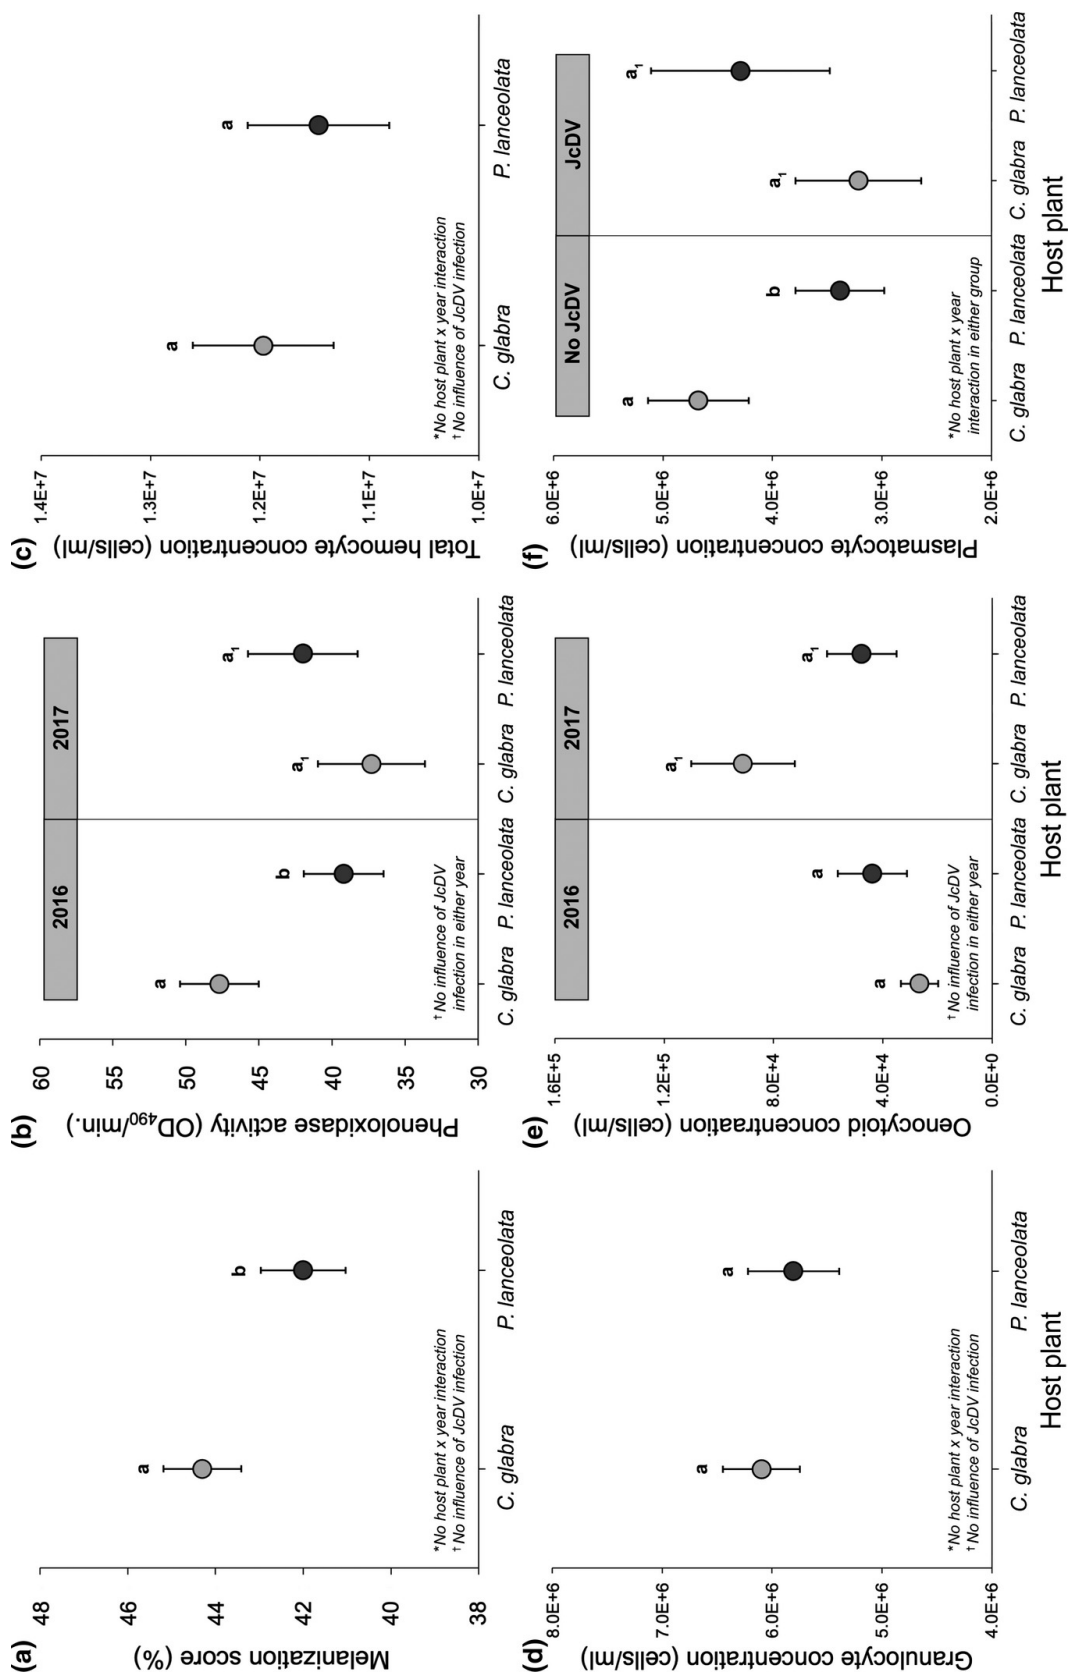 (a)
Melanization score (%)
48
46
44
42
40
38
a
b
*No host plant x year interaction
† No influence of JcDV infection
C. glabra
P. lanceolata
(b)
Phenoloxidase activity (OD490/min.)
60
55
50
45
40
35
30
2016
2017
a
b
a1
a1
† No influence of JcDV
infection in either year
C. glabra P. lanceolata C. glabra P. lanceolata
(c)
Total hemocyte concentration (cells/ml)
1.4E+7
1.3E+7
1.2E+7
1.1E+7
1.0E+7
a
a
*No host plant x year interaction
† No influence of JcDV infection
C. glabra
P. lanceolata
(d)
Granulocyte concentration (cells/ml)
8.0E+6
7.0E+6
6.0E+6
5.0E+6
4.0E+6
a
a
*No host plant x year interaction
† No influence of JcDV infection
C. glabra
P. lanceolata
Host plant
(e)
Oenocytoid concentraation (cells/ml)
1.6E+5
1.2E+5
8.0E+4
4.0E+4
0.0E+0
2016
2017
a
a
a1
a1
† No influence of JcDV
infection in either year
C. glabra P. lanceolata C. glabra P. lanceolata
Host plant
(f)
Plasmatocyte concentration (cells/ml)
6.0E+6
5.0E+6
4.0E+6
3.0E+6
2.0E+6
No JcDV
JcDV
a
b
a1
a1
*No host plant x year
interaction in either group
C. glabra P. lanceolata C. glabra P. lanceolata
Host plant